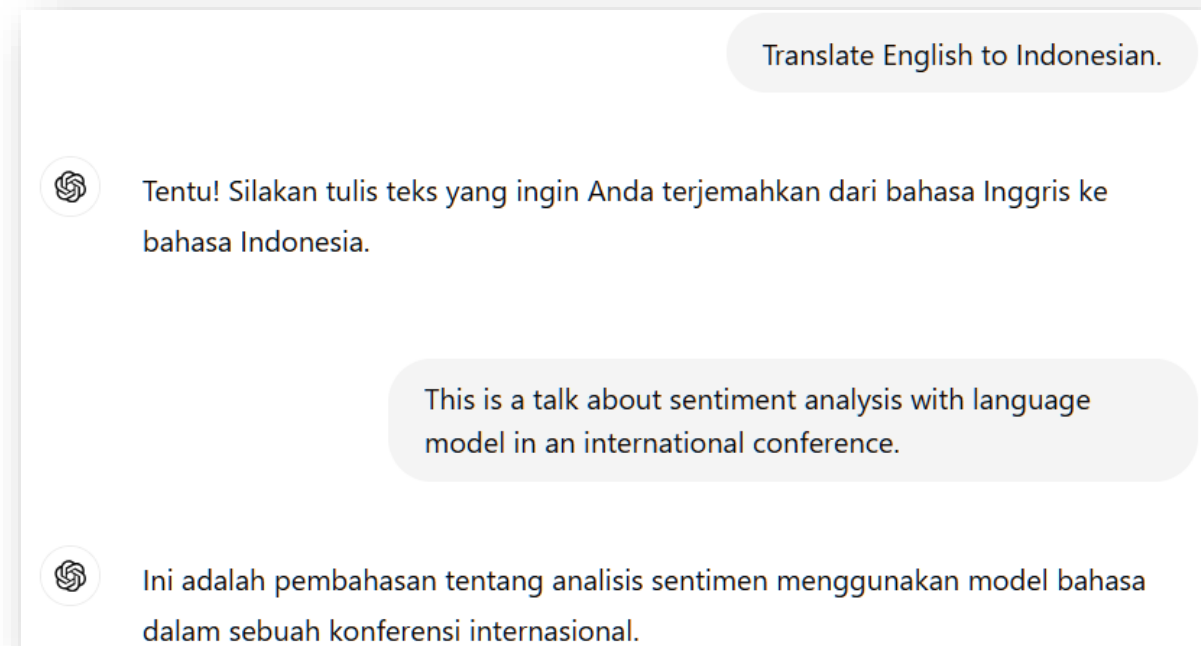 Translate English to Indonesian.
Tentu! Silakan tulis teks yang ingin Anda terjemahkan dari bahasa Inggris ke
bahasa Indonesia.
This is a talk about sentiment analysis with language
model in an international conference.
Ini adalah pembahasan tentang analisis sentimen menggunakan model bahasa
dalam sebuah konferensi internasional.